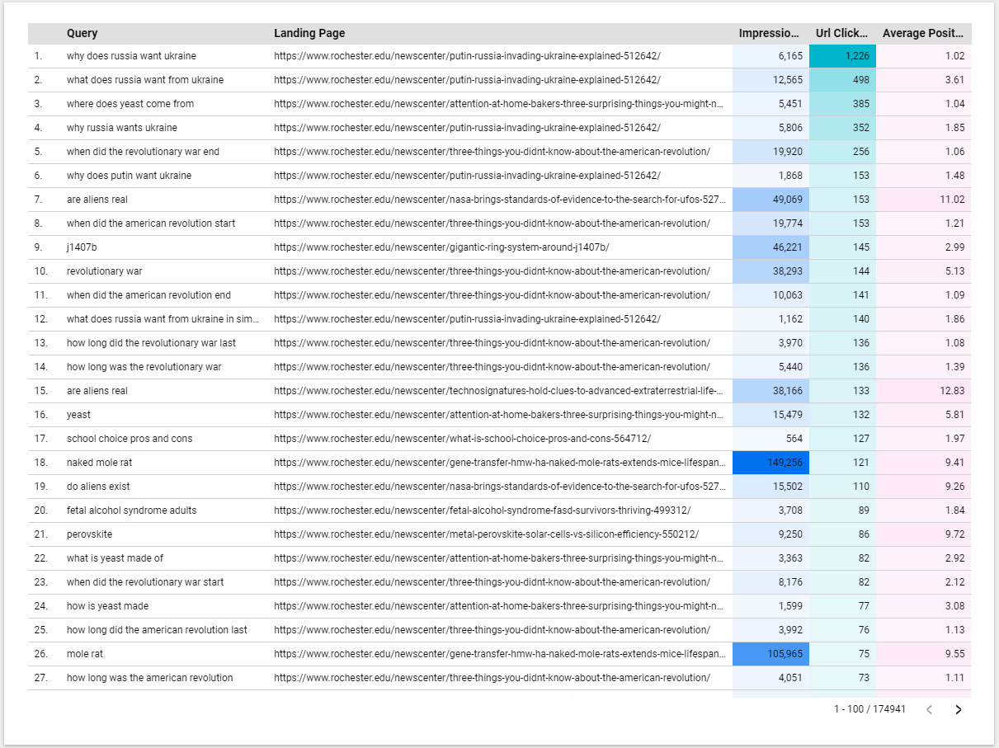 Query Landing Page Impressio... Url Click... Average Posit...
1. why does russia want ukraine https://www.rochester.edu/newscenter/putin-russia-invading-ukraine-explained-512642/ 6,165 1,226 1.02
2. what does russia want from ukraine https://www.rochester.edu/newscenter/putin-russia-invading-ukraine-explained-512642/ 12,565 498 3.61
3. where does yeast come from https://www.rochester.edu/newscenter/attention-at-home-bakers-three-surprising-things-you-might-n... 5,451 385 1.04
4. why russia wants ukraine https://www.rochester.edu/newscenter/putin-russia-invading-ukraine-explained-512642/ 5,806 352 1.85
5. when did the revolutionary war end https://www.rochester.edu/newscenter/three-things-you-didnt-know-about-the-american-revolution/ 19,920 256 1.06
6. why does putin want ukraine https://www.rochester.edu/newscenter/putin-russia-invading-ukraine-explained-512642/ 1,868 153 1.48
7. are aliens real https://www.rochester.edu/newscenter/nasa-brings-standards-of-evidence-to-the-search-for-ufos-527... 49,069 153 11.02
8. when did the american revolution start https://www.rochester.edu/newscenter/three-things-you-didnt-know-about-the-american-revolution/ 19,774 153 1.21
9. j1407b https://www.rochester.edu/newscenter/gigantic-ring-system-around-j1407b/ 46,221 145 2.99
10. revolutionary war https://www.rochester.edu/newscenter/three-things-you-didnt-know-about-the-american-revolution/ 38,293 144 5.13
11. when did the american revolution end https://www.rochester.edu/newscenter/three-things-you-didnt-know-about-the-american-revolution/ 10,063 141 1.09
12. what does russia want from ukraine in sim... https://www.rochester.edu/newscenter/putin-russia-invading-ukraine-explained-512642/ 1,162 140 1.86
13. how long did the revolutionary war last https://www.rochester.edu/newscenter/three-things-you-didnt-know-about-the-american-revolution/ 3,970 136 1.08
14. how long was the revolutionary war https://www.rochester.edu/newscenter/three-things-you-didnt-know-about-the-american-revolution/ 5,440 136 1.39
15. are aliens real https://www.rochester.edu/newscenter/technosignatures-hold-clues-to-advanced-extraterrestrial-life-... 38,166 133 12.83
16. yeast https://www.rochester.edu/newscenter/attention-at-home-bakers-three-surprising-things-you-might-n... 15,479 132 5.81
17. school choice pros and cons https://www.rochester.edu/newscenter/what-is-school-choice-pros-and-cons-564712/ 564 127 1.97
18. naked mole rat https://www.rochester.edu/newscenter/gene-transfer-hmw-ha-naked-mole-rats-extends-mice-lifespan... 149,256 121 9.41
19. do aliens exist https://www.rochester.edu/newscenter/nasa-brings-standards-of-evidence-to-the-search-for-ufos-527... 15,502 110 9.26
20. fetal alcohol syndrome adults https://www.rochester.edu/newscenter/fetal-alcohol-syndrome-fasd-survivors-thriving-499312/ 3,708 89 1.84
21. perovskite https://www.rochester.edu/newscenter/metal-perovskite-solar-cells-vs-silicon-efficiency-550212/ 9,250 86 9.72
22. what is yeast made of https://www.rochester.edu/newscenter/attention-at-home-bakers-three-surprising-things-you-might-n... 3,363 82 2.92
23. when did the revolutionary war start https://www.rochester.edu/newscenter/three-things-you-didnt-know-about-the-american-revolution/ 8,176 82 2.12
24. how is yeast made https://www.rochester.edu/newscenter/attention-at-home-bakers-three-surprising-things-you-might-n... 1,599 77 3.08
25. how long did the american revolution last https://www.rochester.edu/newscenter/three-things-you-didnt-know-about-the-american-revolution/ 3,992 76 1.13
26. mole rat https://www.rochester.edu/newscenter/gene-transfer-hmw-ha-naked-mole-rats-extends-mice-lifespan... 105,965 75 9.55
27. how long was the american revolution https://www.rochester.edu/newscenter/three-things-you-didnt-know-about-the-american-revolution/ 4,051 73 1.11
1 - 100 / 174941